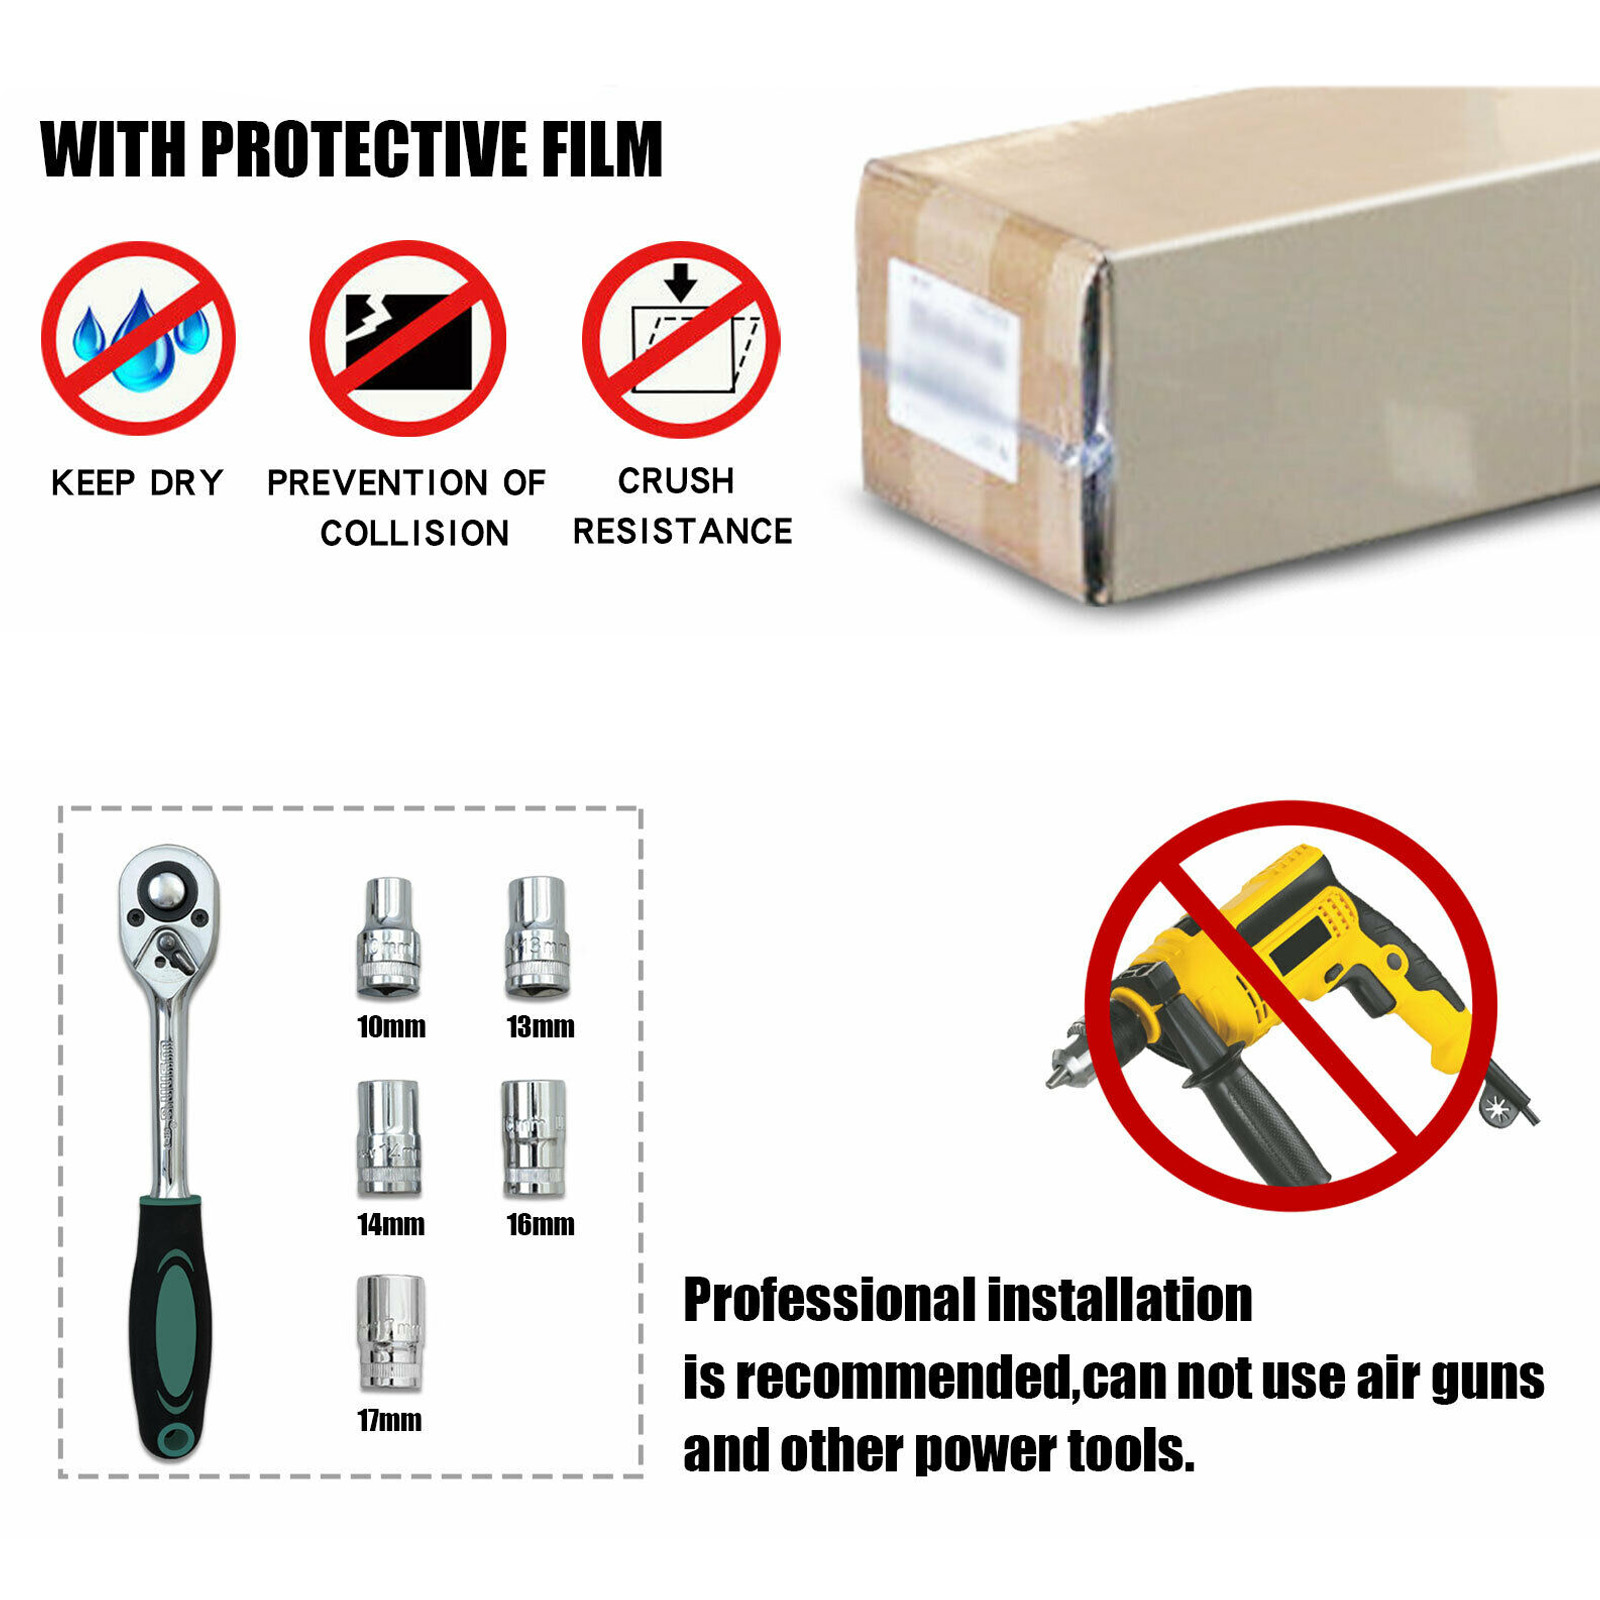 WITH PROTECTIVE FILM
KEEP DRY
PREVENTION OF
COLLISION
CRUSH
RESISTANCE
10mm
13mm
14mm
16mm
17mm
Professional installation
is recommended,can not use air guns
and other power tools.